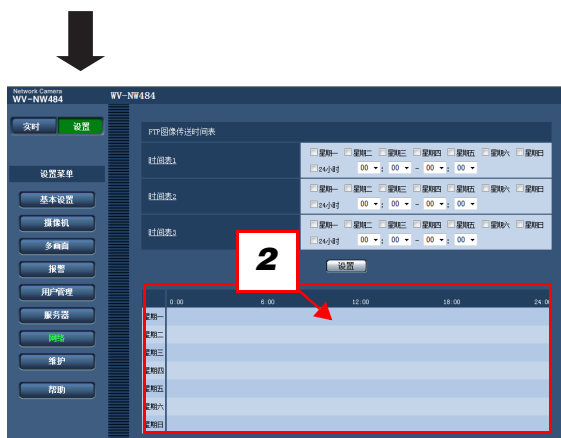 Network Camera
WV-NW484
WV-NW484
实时 设置
FTP图像传送时间表
设置菜单
时间表1
星期一 星期二 星期三 星期四 星期五 星期六 星期日
24小时 00 : 00 - 00 : 00
基本设置
时间表2
星期一 星期二 星期三 星期四 星期五 星期六 星期日
24小时 00 : 00 - 00 : 00
摄像机
时间表3
星期一 星期二 星期三 星期四 星期五 星期六 星期日
24小时 00 : 00 - 00 : 00
多画面
报警
2
设置
用户管理
服务器
网络
维护
帮助
0:00 6:00 12:00 18:00 24:00
星期一
星期二
星期三
星期四
星期五
星期六
星期日